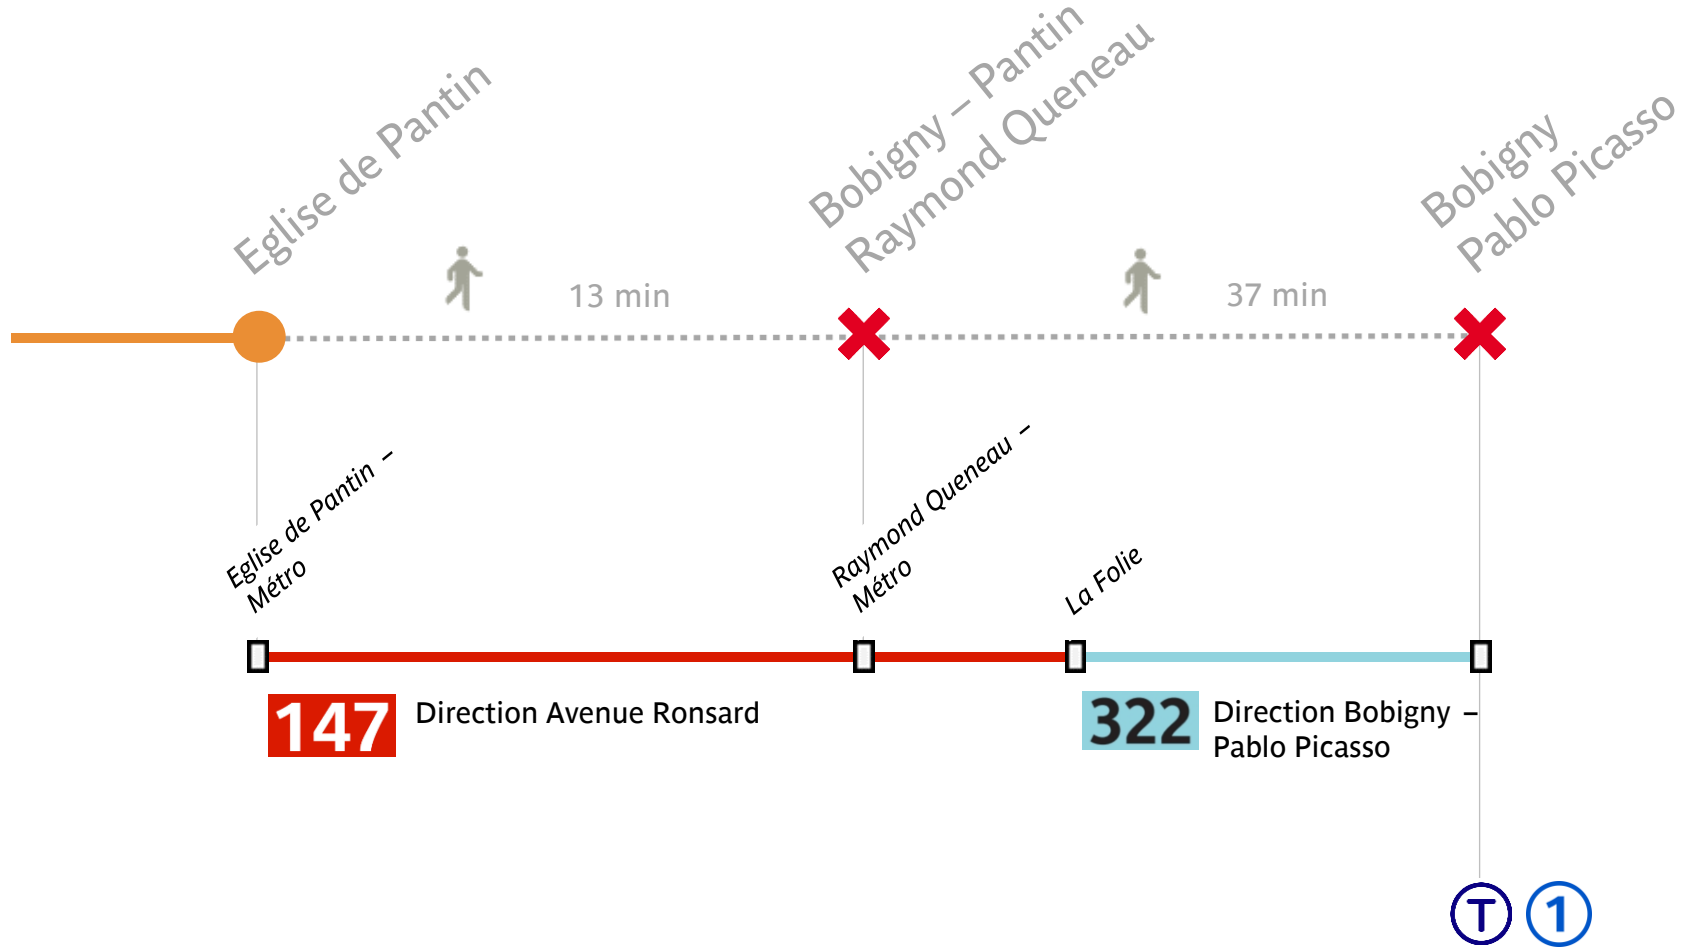 Eglise de Pantin
Bobigny – Pantin
Raymond Queneau
Bobigny
Pablo Picasso
13 min
37 min
Eglise de Pantin –
Métro
Raymond Queneau –
Métro
La Folie
147
Direction Avenue Ronsard
322
Direction Bobigny –
Pablo Picasso
T
1